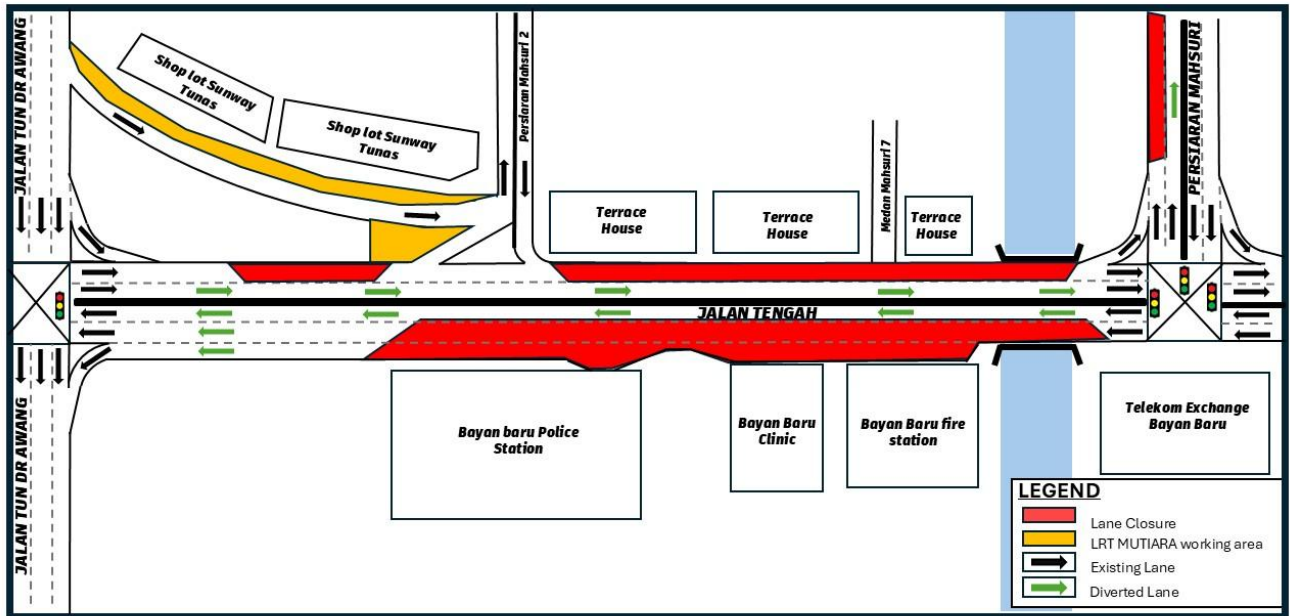 JALAN TUN DR AWANG
Shop lot Sunway
Tunas
Shop lot Sunway
Tunas
Persiaran Mahsuri 2
Medan Mahsuri 7
PERSIARAN MAHSURI
Terrace
House
Terrace
House
Terrace
House
JALAN TENGAH
JALAN TUN DR AWANG
Bayan baru Police
Station
Bayan Baru
Clinic
Bayan Baru fire
station
Telekom Exchange
Bayan Baru
LEGEND
Lane Closure
LRT MUTIARA working area
Existing Lane
Diverted Lane